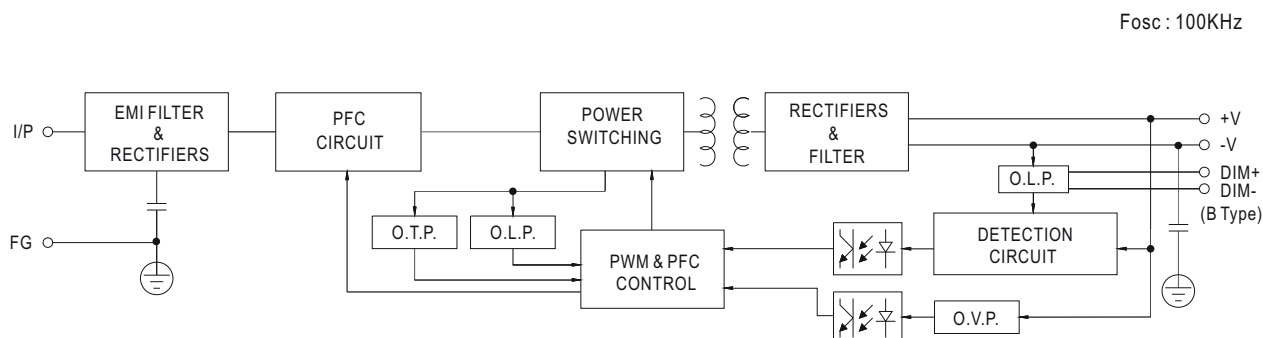 Fosc : 100KHz
I/P
EMI FILTER
&
RECTIFIERS
PFC
CIRCUIT
POWER
SWITCHING
RECTIFIERS
&
FILTER
+V
-V
DIM+
DIM-
(B Type)
O.L.P.
FG
O.T.P.
O.L.P.
PWM & PFC
CONTROL
DETECTION
CIRCUIT
O.V.P.